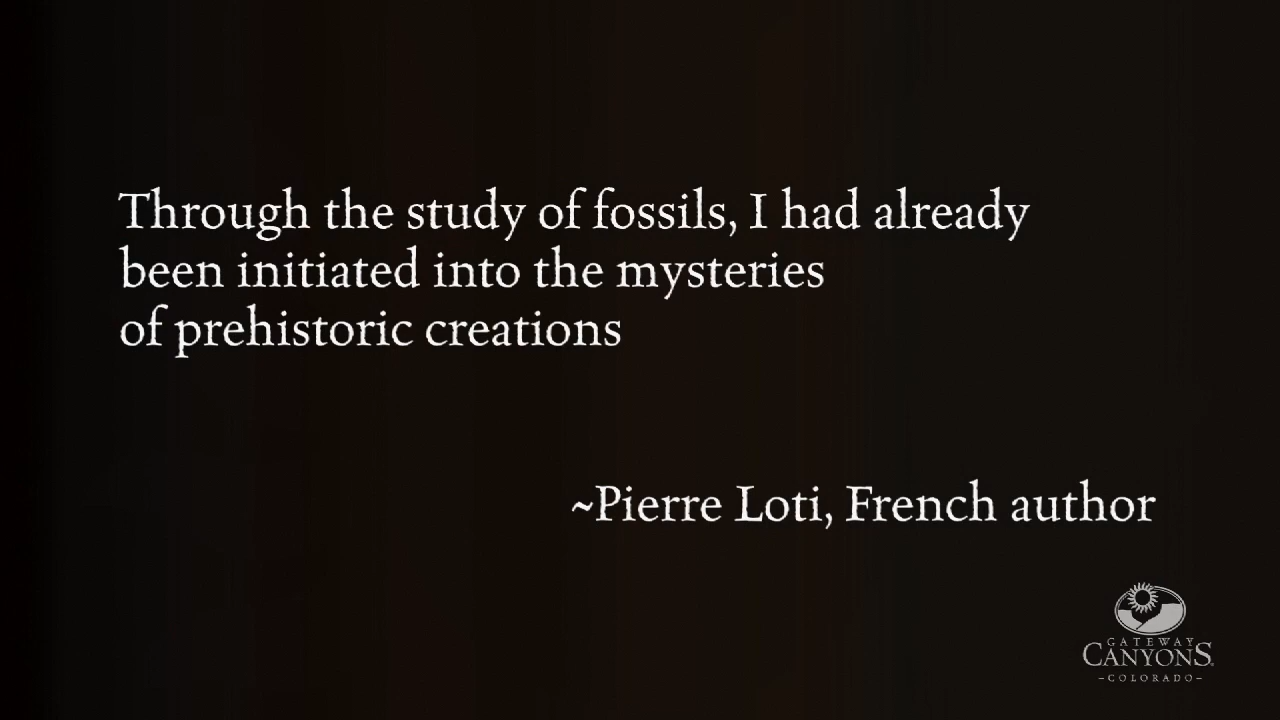 Through the study of fossils, I had already
been initiated into the mysteries
of prehistoric creations
~Pierre Loti, French author
GATEWAY
CANYONS
-COLORADO-